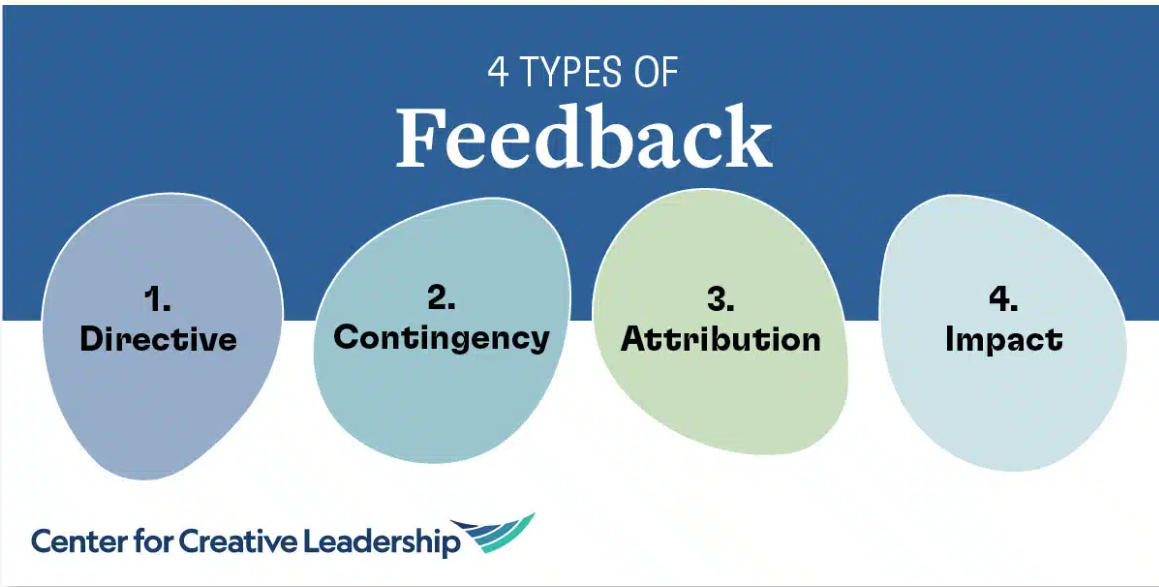 4 TYPES OF
Feedback
1.
Directive
2.
Contingency
3.
Attribution
4.
Impact
Center for Creative Leadership